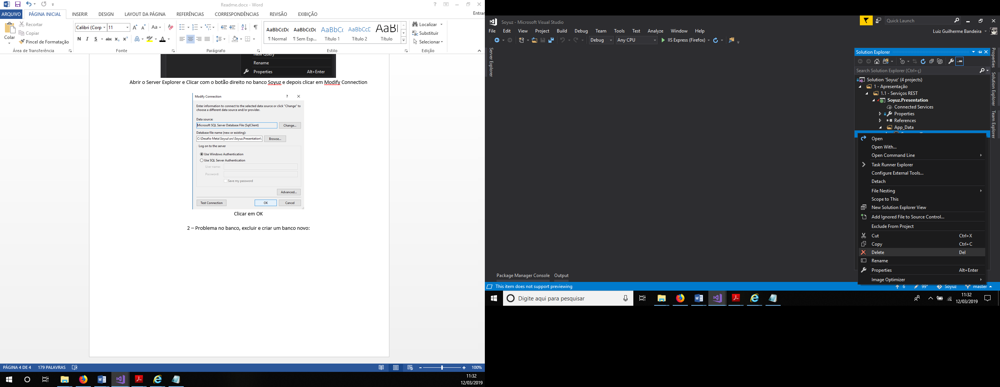 Readme.docx - Word
ARQUIVO PÁGINA INICIAL INSERIR DESIGN LAYOUT DA PÁGINA REFERÊNCIAS CORRESPONDÊNCIAS REVISÃO EXIBIÇÃO Entrar
Colar
Recortar
Copiar
Pincel de Formatação
Área de Transferência
Calibri (Corp 11
Aa
N I S abc x₂ x² A A
Fonte
Parágrafo
AaBbCcDc AaBbCcDc AaBbCc AaBbCcD AaBl
¶ Normal ¶ Sem Esp... Título 1 Título 2 Título
Estilo
Localizar
Substituir
Selecionar
Edição
New Query
Rename
Properties Alt+Enter
Abrir o Server Explorer e Clicar com o botão direito no banco Soyuz e depois clicar em Modify Connection
Modify Connection ?
Enter information to connect to the selected data source or click "Change" to
choose a different data source and/or provider.
Data source:
Microsoft SQL Server Database File (SqlClient) Change...
Database file name (new or existing):
C:\Desafio Meta\Soyuz\src\Soyuz.Presentation\ Browse...
Log on to the server
Use Windows Authentication
Use SQL Server Authentication
User name:
Password:
Save my password
Advanced...
Test Connection OK Cancel
Clicar em OK
2 – Problema no banco, excluir e criar um banco novo:
PÁGINA 4 DE 4 179 PALAVRAS 100%
11:32
12/03/2019
Soyuz - Microsoft Visual Studio
Quick Launch
File Edit View Project Build Debug Team Tools Test Analyze Window Help
Luiz Guilherme Bandeira
Debug Any CPU IIS Express (Firefox)
Server Explorer
Solution Explorer
Search Solution Explorer (Ctrl+ç)
Solution 'Soyuz' (4 projects)
1 - Apresentação
1.1 - Serviços REST
Soyuz.Presentation
Connected Services
Properties
References
App_Data
Properties
Solution Explorer
Team Explorer
Open
Open With...
Open Command Line
Task Runner Explorer
Configure External Tools...
Detach
File Nesting
Scope to This
New Solution Explorer View
Add Ignored File to Source Control...
Exclude From Project
Cut Ctrl+X
Copy Ctrl+C
Delete Del
Rename
Properties Alt+Enter
Image Optimizer
Package Manager Console Output
This item does not support previewing
6 99* Soyuz master
Digite aqui para pesquisar
11:32
12/03/2019